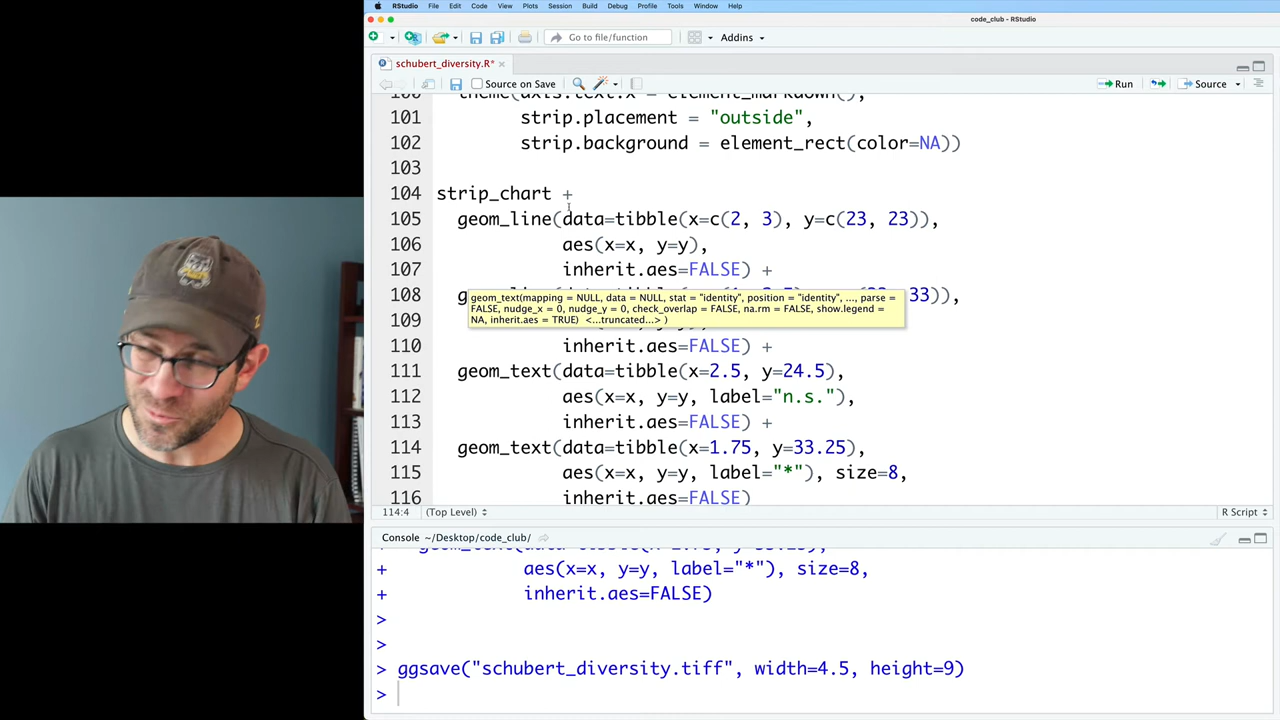 RStudio File Edit Code View Plots Session Build Debug Profile Tools Window Help
code_club - RStudio
Go to file/function Addins
schubert_diversity.R*
Source on Save Run Source
101 strip.placement = "outside",
102 strip.background = element_rect(color=NA))
103
104 strip_chart +
105 geom_line(data=tibble(x=c(2, 3), y=c(23, 23)),
106 aes(x=x, y=y),
107 inherit.aes=FALSE) +
108 33)),
geom_text(mapping = NULL, data = NULL, stat = "identity", position = "identity", ..., parse =
FALSE, nudge_x = 0, nudge_y = 0, check_overlap = FALSE, na.rm = FALSE, show.legend =
NA, inherit.aes = TRUE) <...truncated...> )
109
110 inherit.aes=FALSE) +
111 geom_text(data=tibble(x=2.5, y=24.5),
112 aes(x=x, y=y, label="n.s."),
113 inherit.aes=FALSE) +
114 geom_text(data=tibble(x=1.75, y=33.25),
115 aes(x=x, y=y, label="*"), size=8,
116 inherit.aes=FALSE)
114:4 (Top Level) R Script
Console ~/Desktop/code_club/
+ aes(x=x, y=y, label="*"), size=8,
+ inherit.aes=FALSE)
>
>
> ggsave("schubert_diversity.tiff", width=4.5, height=9)
>